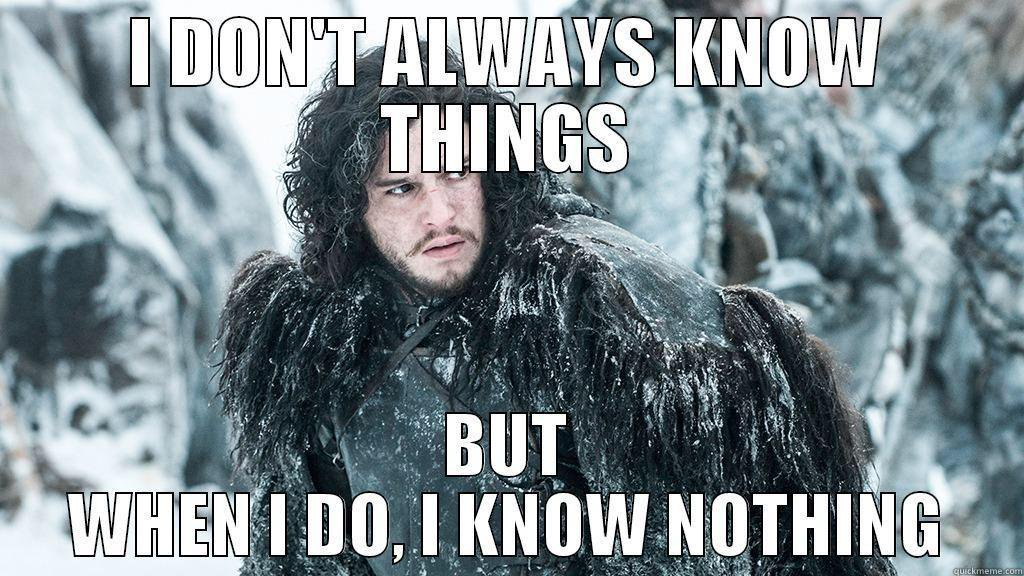 I DON'T ALWAYS KNOW
THINGS
BUT
WHEN I DO, I KNOW NOTHING
quickmeme.com